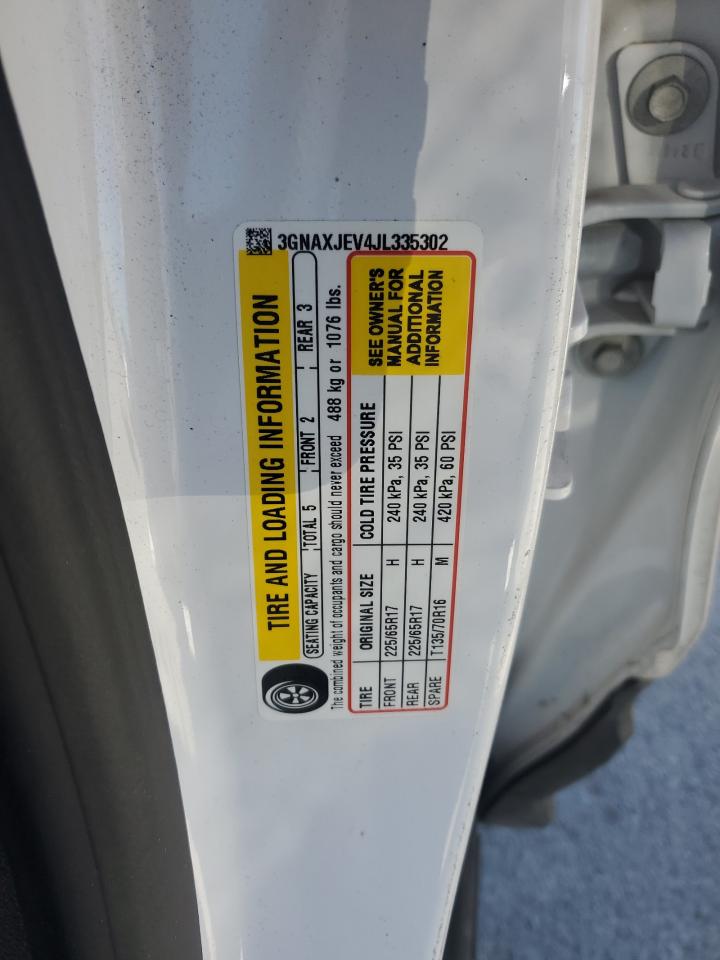 3GNAXJEV4JL335302
TIRE AND LOADING INFORMATION
SEATING CAPACITY TOTAL 5 FRONT 2 REAR 3
The combined weight of occupants and cargo should never exceed 488 kg or 1076 lbs.
TIRE ORIGINAL SIZE COLD TIRE PRESSURE
FRONT 225/65R17 H 240 kPa, 35 PSI
REAR 225/65R17 H 240 kPa, 35 PSI
SPARE T135/70R16 M 420 kPa, 60 PSI
SEE OWNER'S
MANUAL FOR
ADDITIONAL
INFORMATION